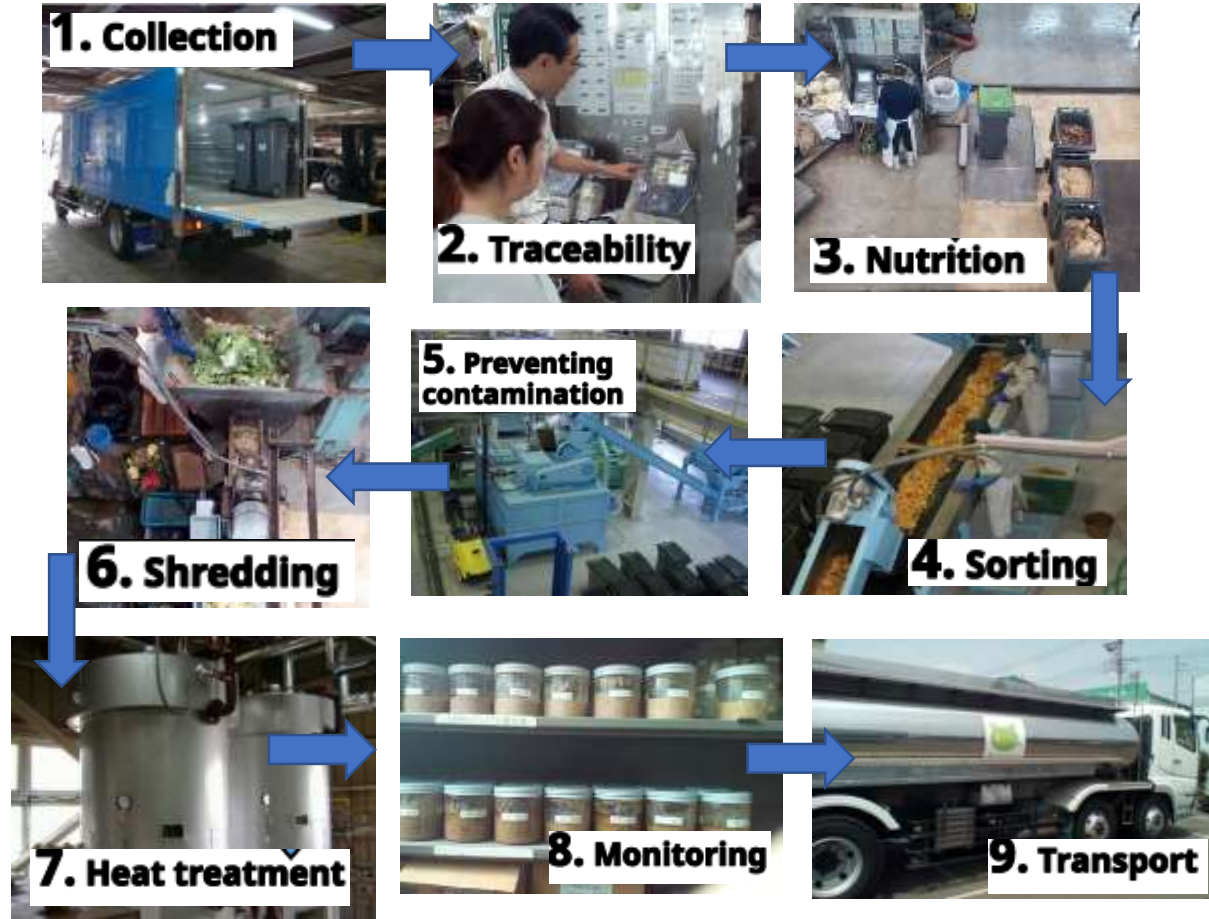 1. Collection
2. Traceability
3. Nutrition
4. Sorting
5. Preventing
contamination
6. Shredding
7. Heat treatment
8. Monitoring
9. Transport